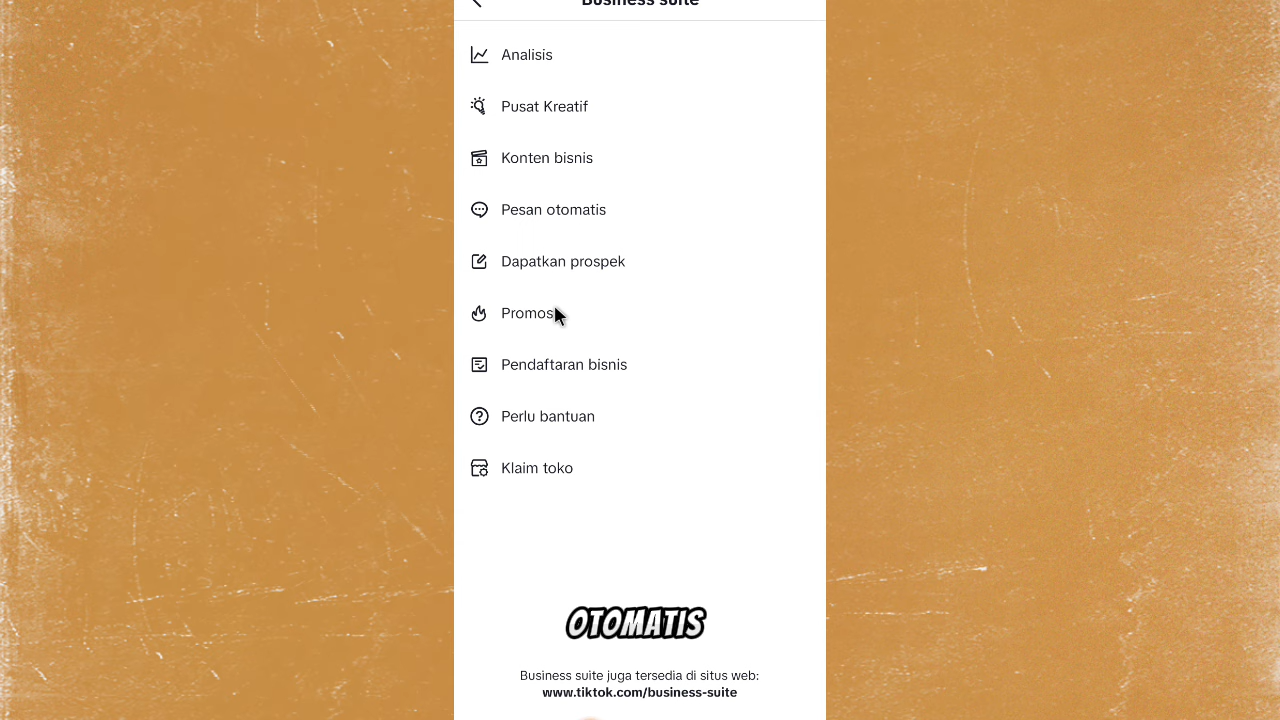 Business suite
Analisis
Pusat Kreatif
Konten bisnis
Pesan otomatis
Dapatkan prospek
Promos
Pendaftaran bisnis
Perlu bantuan
Klaim toko
OTOMATIS
Business suite juga tersedia di situs web:
www.tiktok.com/business-suite